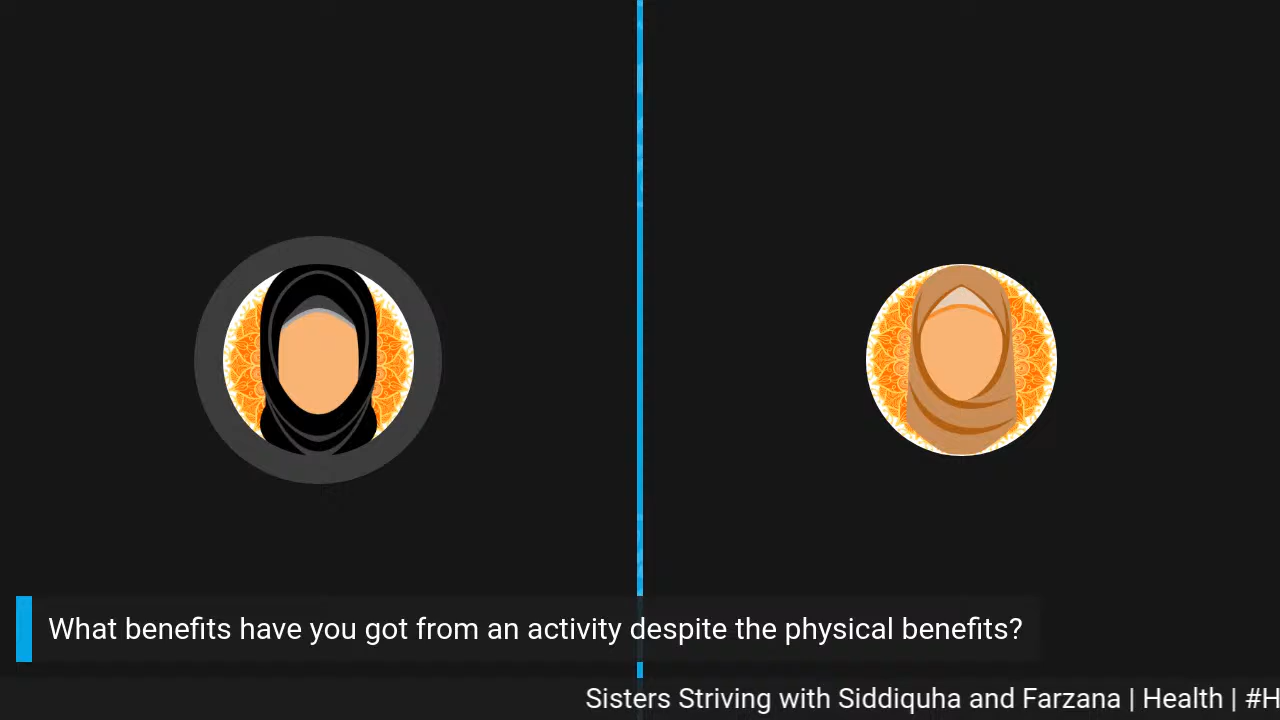 What benefits have you got from an activity despite the physical benefits?
Sisters Striving with Siddiquha and Farzana | Health | #H